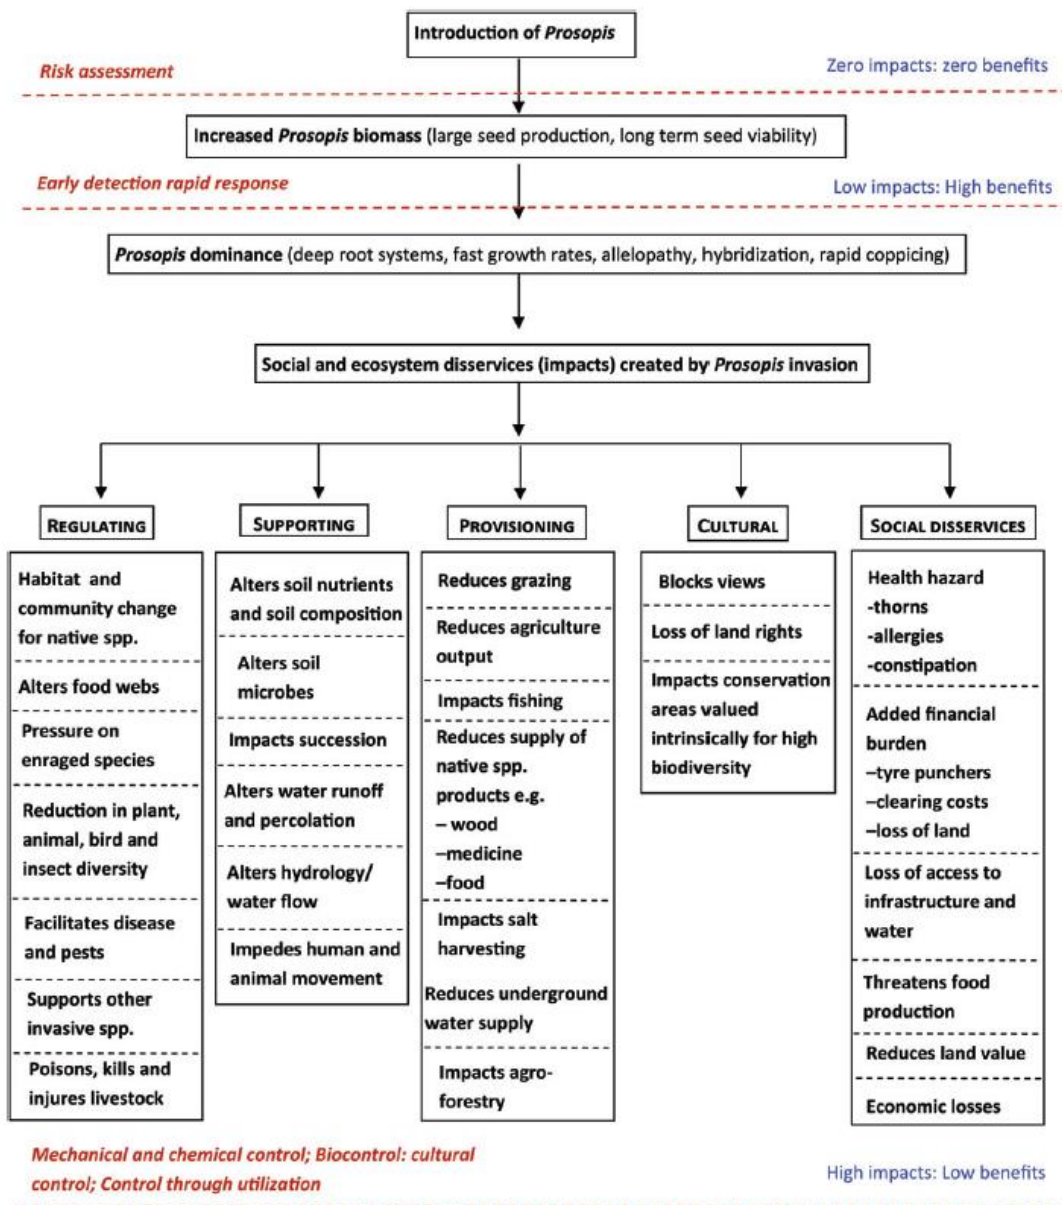 Introduction of Prosopis
Risk assessment
Zero impacts: zero benefits
Increased Prosopis biomass (large seed production, long term seed viability)
Early detection rapid response
Low impacts: High benefits
Prosopis dominance (deep root systems, fast growth rates, allelopathy, hybridization, rapid coppicing)
Social and ecosystem disservices (impacts) created by Prosopis invasion
REGULATING
Habitat and
community change
for native spp.
Alters food webs
Pressure on
enraged species
Reduction in plant,
animal, bird and
insect diversity
Facilitates disease
and pests
Supports other
invasive spp.
Poisons, kills and
injures livestock
SUPPORTING
Alters soil nutrients
and soil composition
Alters soil
microbes
Impacts succession
Alters water runoff
and percolation
Alters hydrology/
water flow
Impedes human and
animal movement
PROVISIONING
Reduces grazing
Reduces agriculture
output
Impacts fishing
Reduces supply of
native spp.
products e.g.
– wood
–medicine
–food
Impacts salt
harvesting
Reduces underground
water supply
Impacts agro-
forestry
CULTURAL
Blocks views
Loss of land rights
Impacts conservation
areas valued
intrinsically for high
biodiversity
SOCIAL DISSERVICES
Health hazard
-thorns
-allergies
-constipation
Added financial
burden
–tyre punchers
–clearing costs
–loss of land
Loss of access to
infrastructure and
water
Threatens food
production
Reduces land value
Economic losses
Mechanical and chemical control; Biocontrol: cultural
control; Control through utilization
High impacts: Low benefits